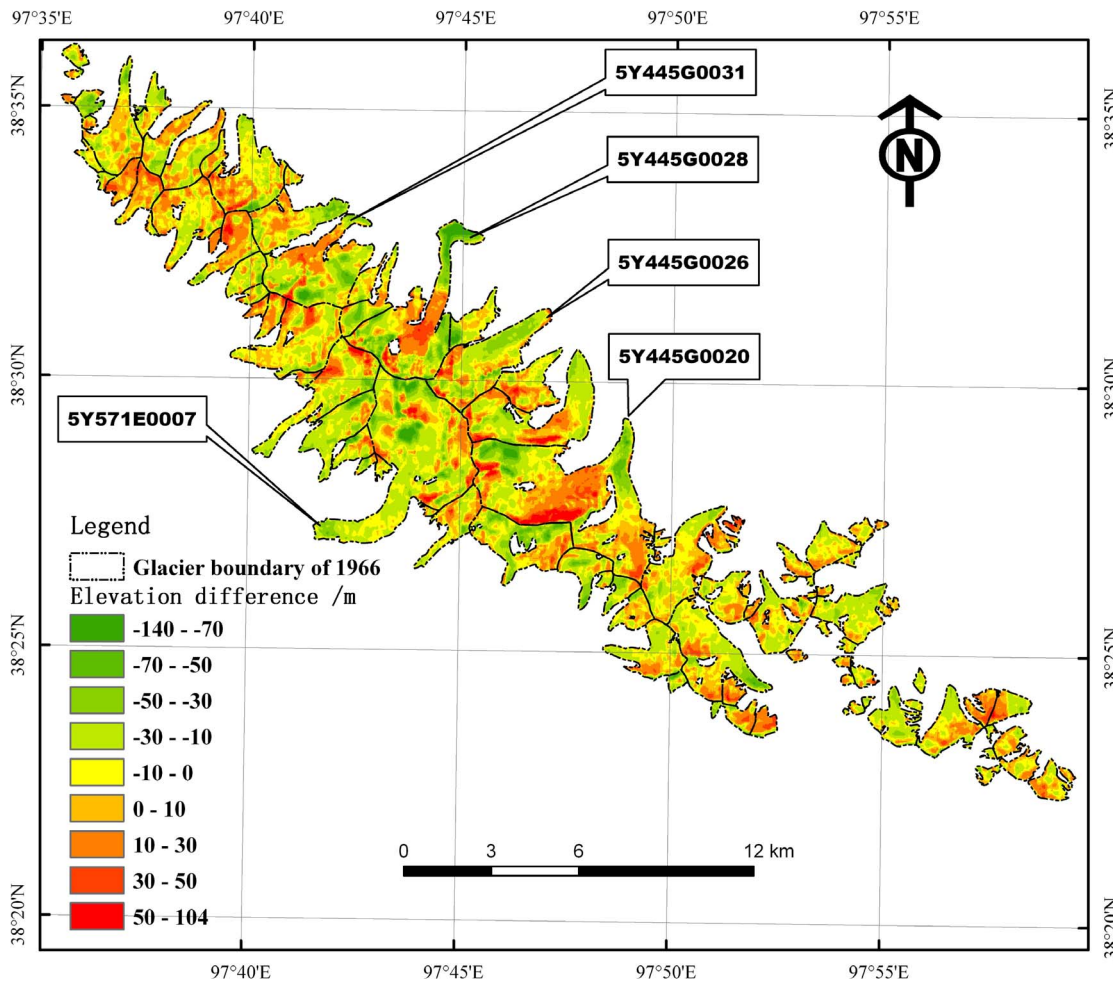 97°35'E 97°40'E 97°45'E 97°50'E 97°55'E
38°35'N
38°35'N
5Y445G0031
5Y445G0028
N
5Y445G0026
5Y445G0020
38°30'N
38°30'N
5Y571E0007
Legend
Glacier boundary of 1966
Elevation difference /m
-140 - -70
-70 - -50
-50 - -30
-30 - -10
-10 - 0
0 - 10
10 - 30
30 - 50
50 - 104
38°25'N
38°25'N
0 3 6 12 km
38°20'N
38°20'N
97°40'E 97°45'E 97°50'E 97°55'E